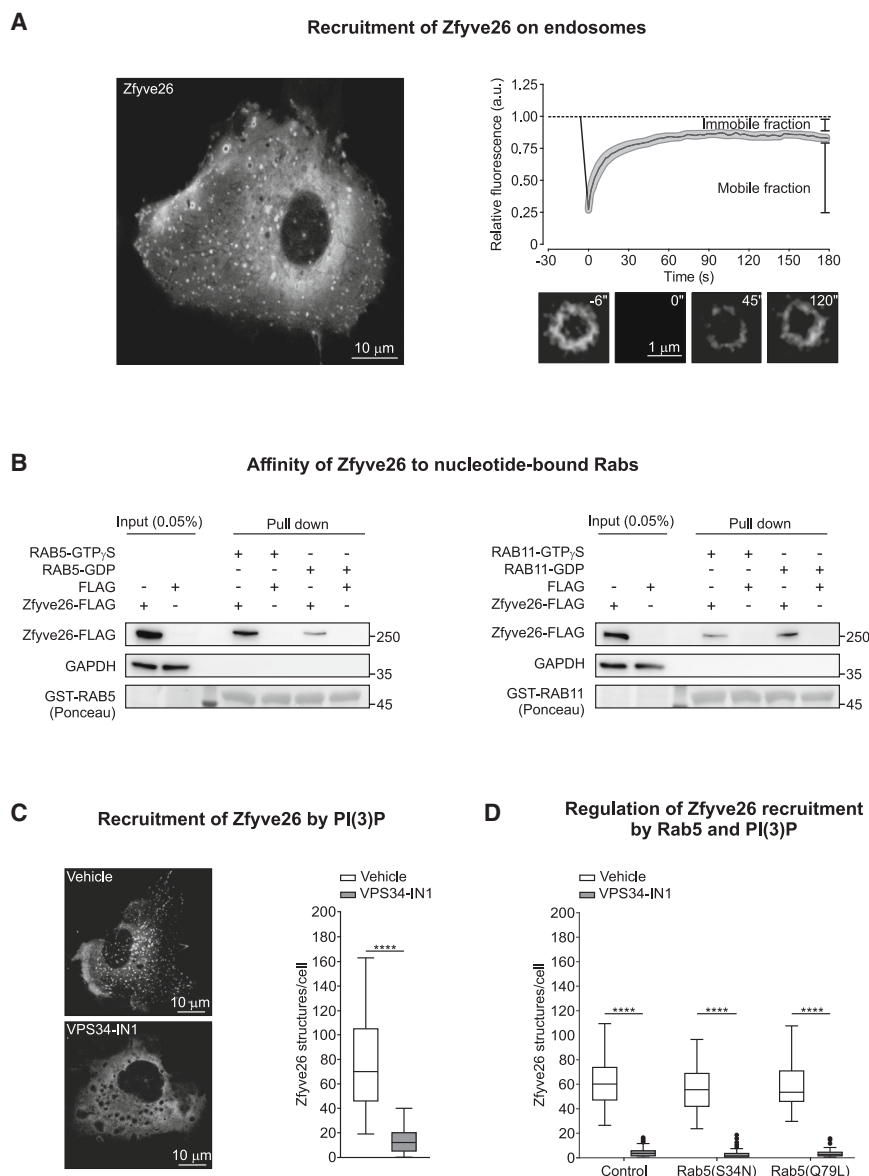 A
Recruitment of Zfyve26 on endosomes
Zfyve26
10 μm
Relative fluorescence (a.u.)
1.25
1.00
0.75
0.50
0.25
0
Immobile fraction
Mobile fraction
-30 0 30 60 90 120 150 180
Time (s)
-6" 0" 45" 120"
1 μm
B
Affinity of Zfyve26 to nucleotide-bound Rabs
Input (0.05%) Pull down
RAB5-GTPγS + + - -
RAB5-GDP - - + +
FLAG - + - + - +
Zfyve26-FLAG + - + - + -
Zfyve26-FLAG 250
GAPDH 35
GST-RAB5 45
(Ponceau)
Input (0.05%) Pull down
RAB11-GTPγS + + - -
RAB11-GDP - - + +
FLAG - + - + - +
Zfyve26-FLAG + - + - + -
Zfyve26-FLAG 250
GAPDH 35
GST-RAB11 45
(Ponceau)
C
Recruitment of Zfyve26 by PI(3)P
Vehicle
10 μm
VPS34-IN1
10 μm
Vehicle
VPS34-IN1
Zfyve26 structures/cell
200
180
160
140
120
100
80
60
40
20
0
****
D
Regulation of Zfyve26 recruitment
by Rab5 and PI(3)P
Vehicle
VPS34-IN1
Zfyve26 structures/cell
200
180
160
140
120
100
80
60
40
20
0
**** **** ****
Control Rab5(S34N) Rab5(Q79L)